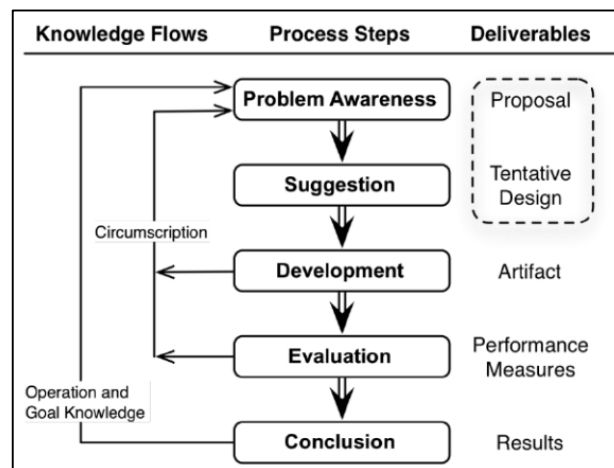 Knowledge Flows Process Steps Deliverables
Problem Awareness Proposal
Suggestion Tentative
Design
Circumscription
Development Artifact
Evaluation Performance
Measures
Operation and
Goal Knowledge
Conclusion Results